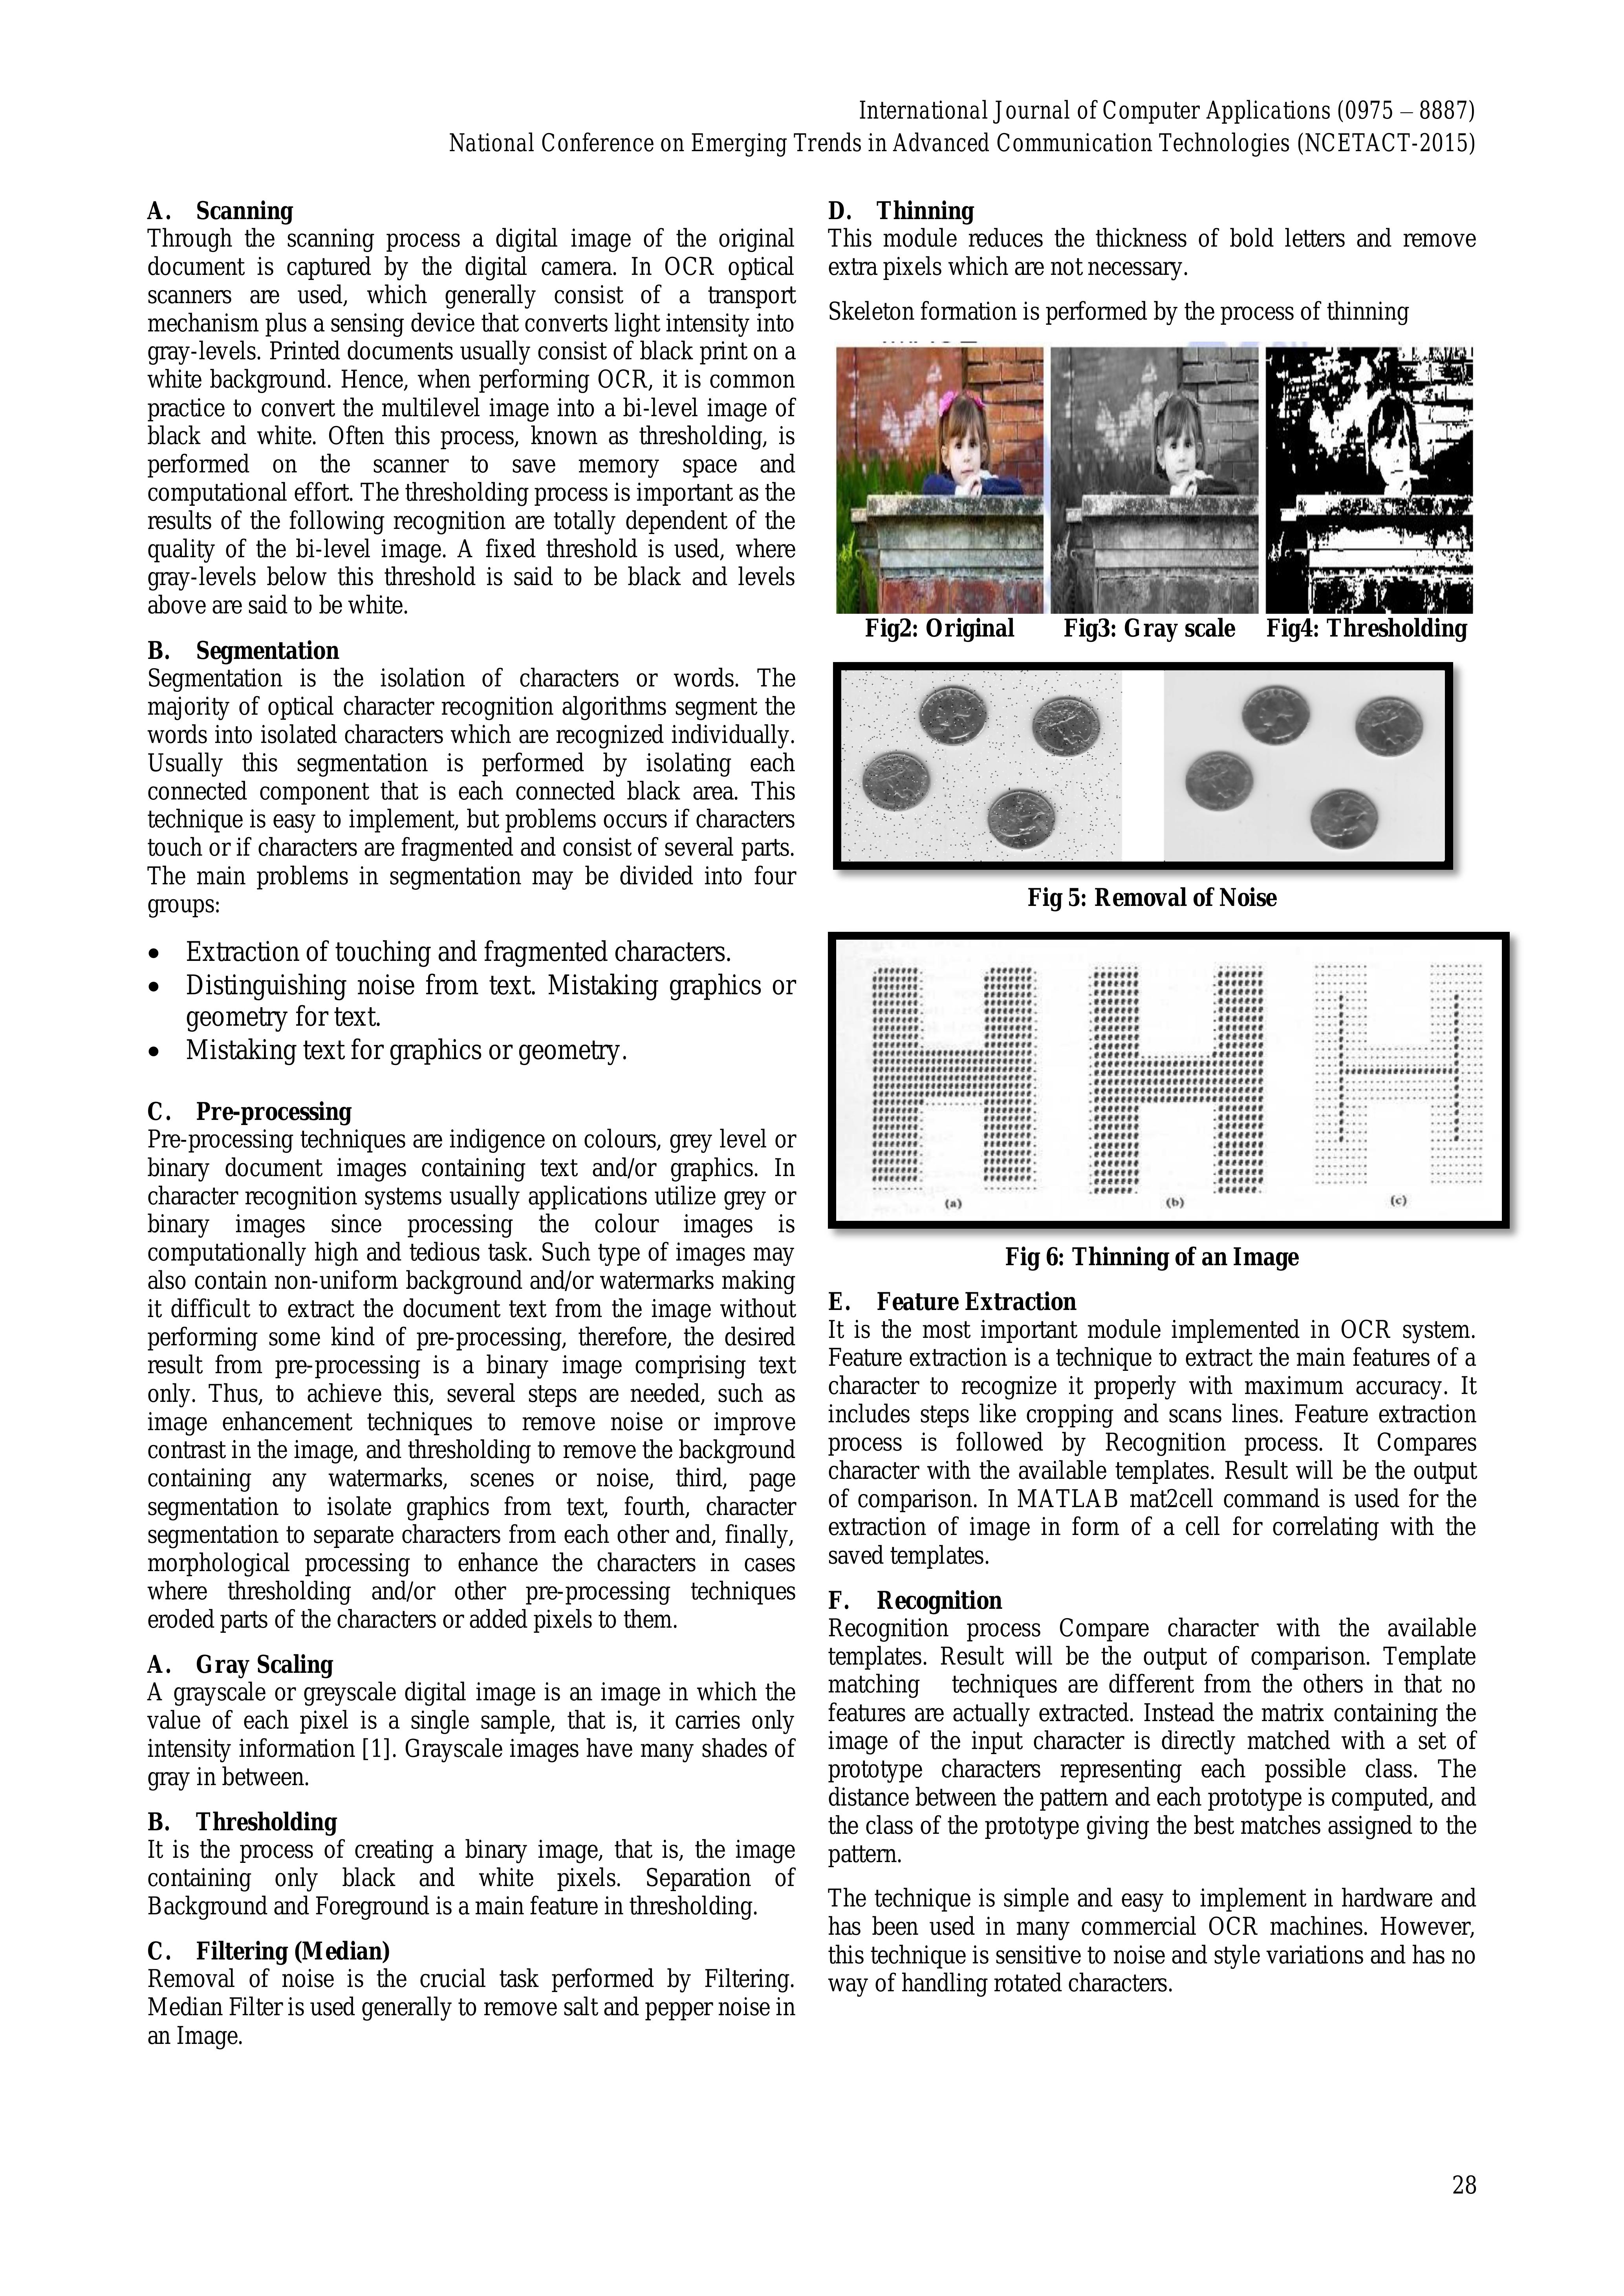 International Journal of Computer Applications (0975 – 8887)
National Conference on Emerging Trends in Advanced Communication Technologies (NCETACT-2015)
A. Scanning
Through the scanning process a digital image of the original
document is captured by the digital camera. In OCR optical
scanners are used, which generally consist of a transport
mechanism plus a sensing device that converts light intensity into
gray-levels. Printed documents usually consist of black print on a
white background. Hence, when performing OCR, it is common
practice to convert the multilevel image into a bi-level image of
black and white. Often this process, known as thresholding, is
performed on the scanner to save memory space and
computational effort. The thresholding process is important as the
results of the following recognition are totally dependent of the
quality of the bi-level image. A fixed threshold is used, where
gray-levels below this threshold is said to be black and levels
above are said to be white.
B. Segmentation
Segmentation is the isolation of characters or words. The
majority of optical character recognition algorithms segment the
words into isolated characters which are recognized individually.
Usually this segmentation is performed by isolating each
connected component that is each connected black area. This
technique is easy to implement, but problems occurs if characters
touch or if characters are fragmented and consist of several parts.
The main problems in segmentation may be divided into four
groups:
• Extraction of touching and fragmented characters.
• Distinguishing noise from text. Mistaking graphics or
geometry for text.
• Mistaking text for graphics or geometry.
C. Pre-processing
Pre-processing techniques are indigence on colours, grey level or
binary document images containing text and/or graphics. In
character recognition systems usually applications utilize grey or
binary images since processing the colour images is
computationally high and tedious task. Such type of images may
also contain non-uniform background and/or watermarks making
it difficult to extract the document text from the image without
performing some kind of pre-processing, therefore, the desired
result from pre-processing is a binary image comprising text
only. Thus, to achieve this, several steps are needed, such as
image enhancement techniques to remove noise or improve
contrast in the image, and thresholding to remove the background
containing any watermarks, scenes or noise, third, page
segmentation to isolate graphics from text, fourth, character
segmentation to separate characters from each other and, finally,
morphological processing to enhance the characters in cases
where thresholding and/or other pre-processing techniques
eroded parts of the characters or added pixels to them.
A. Gray Scaling
A grayscale or greyscale digital image is an image in which the
value of each pixel is a single sample, that is, it carries only
intensity information [1]. Grayscale images have many shades of
gray in between.
B. Thresholding
It is the process of creating a binary image, that is, the image
containing only black and white pixels. Separation of
Background and Foreground is a main feature in thresholding.
C. Filtering (Median)
Removal of noise is the crucial task performed by Filtering.
Median Filter is used generally to remove salt and pepper noise in
an Image.
D. Thinning
This module reduces the thickness of bold letters and remove
extra pixels which are not necessary.
Skeleton formation is performed by the process of thinning
Fig2: Original Fig3: Gray scale Fig4: Thresholding
Fig 5: Removal of Noise
H H H
(a) (b) (c)
Fig 6: Thinning of an Image
E. Feature Extraction
It is the most important module implemented in OCR system.
Feature extraction is a technique to extract the main features of a
character to recognize it properly with maximum accuracy. It
includes steps like cropping and scans lines. Feature extraction
process is followed by Recognition process. It Compares
character with the available templates. Result will be the output
of comparison. In MATLAB mat2cell command is used for the
extraction of image in form of a cell for correlating with the
saved templates.
F. Recognition
Recognition process Compare character with the available
templates. Result will be the output of comparison. Template
matching techniques are different from the others in that no
features are actually extracted. Instead the matrix containing the
image of the input character is directly matched with a set of
prototype characters representing each possible class. The
distance between the pattern and each prototype is computed, and
the class of the prototype giving the best matches assigned to the
pattern.
The technique is simple and easy to implement in hardware and
has been used in many commercial OCR machines. However,
this technique is sensitive to noise and style variations and has no
way of handling rotated characters.
28